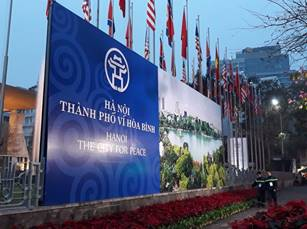 HÀ NỘI
THÀNH PHỐ VÌ HÒA BÌNH
HANOI
THE CITY FOR PEACE